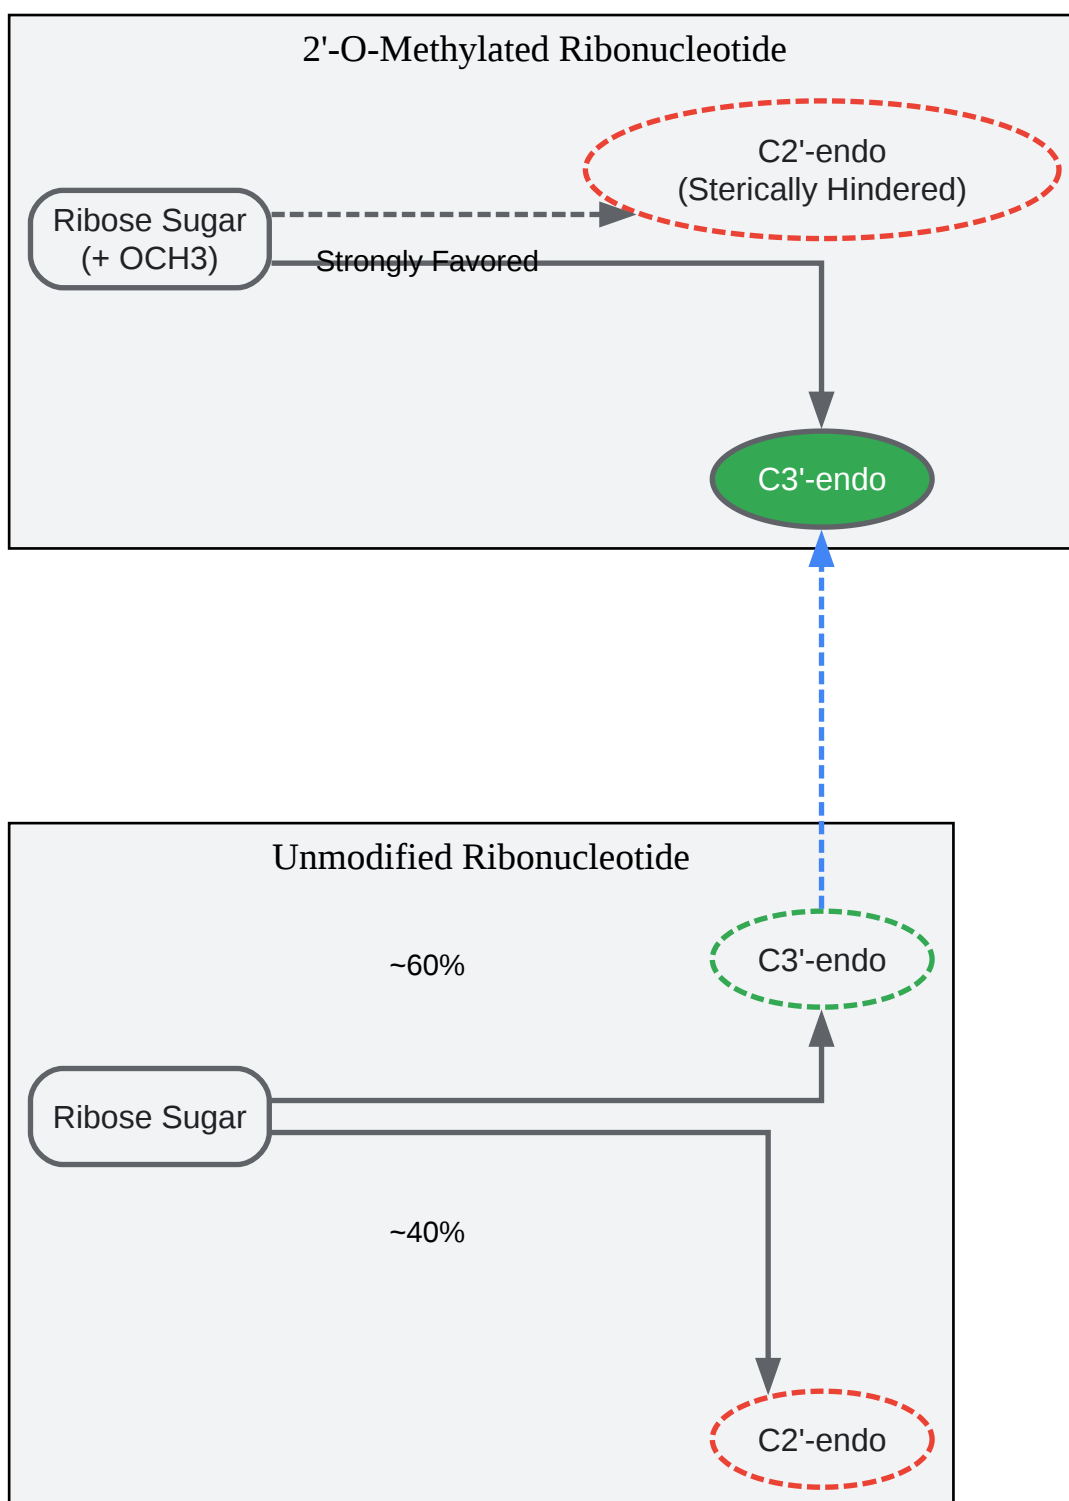 2'-O-Methylated Ribonucleotide
C2'-endo
(Sterically Hindered)
Ribose Sugar
(+ OCH3)
Strongly Favored
C3'-endo
Unmodified Ribonucleotide
~60%
C3'-endo
Ribose Sugar
~40%
C2'-endo